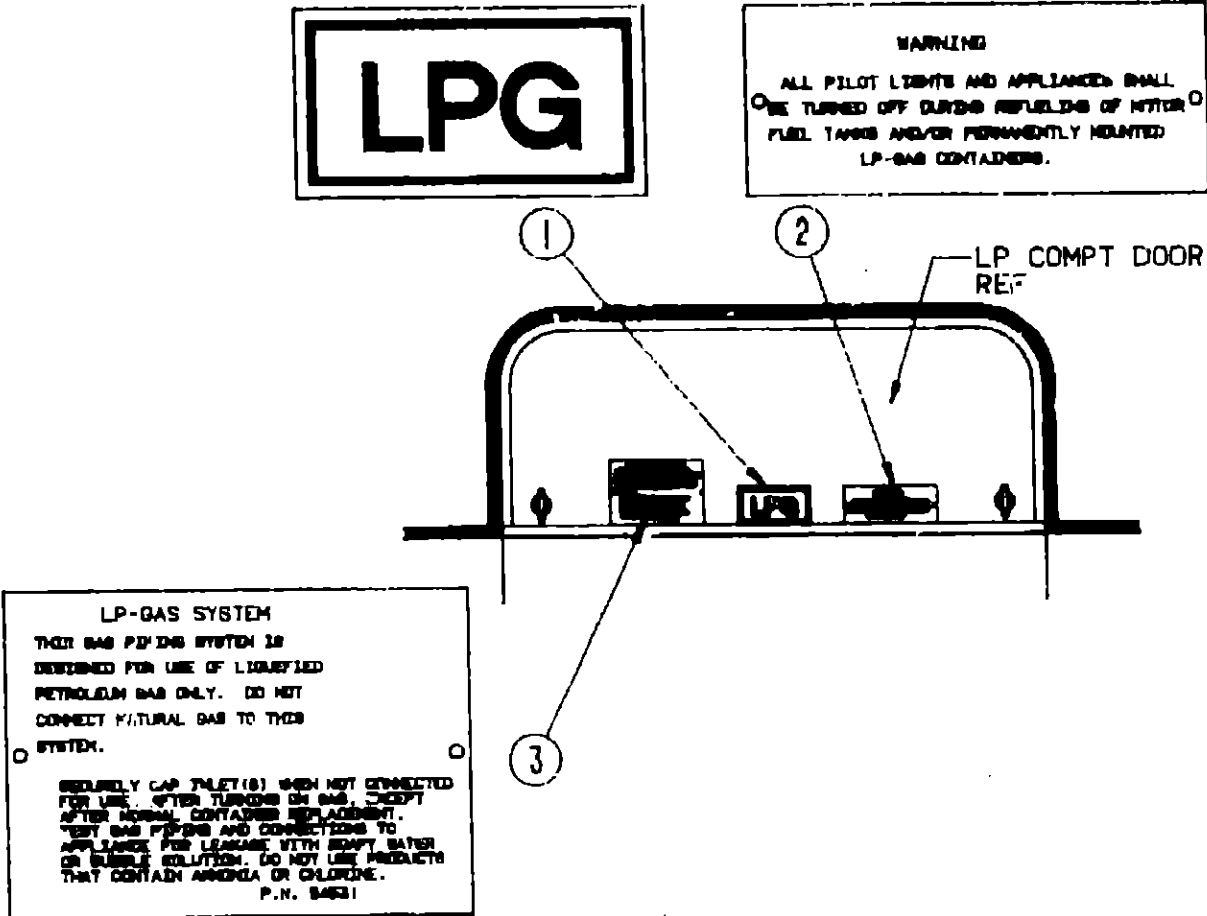 LPG
WARNING
ALL PILOT LIGHTS AND APPLIANCES SHALL
BE TURNED OFF DURING REFUELING OF MOTOR
FUEL TANKS AND/OR PERMANENTLY MOUNTED
LP-GAS CONTAINERS.
1
2
LP COMPT DOOR
REF
LPG
LP-GAS SYSTEM
THIS GAS PIPING SYSTEM IS
DESIGNED FOR USE OF LIQUEFIED
PETROLEUM GAS ONLY. DO NOT
CONNECT NATURAL GAS TO THIS
SYSTEM.
3
SECURELY CAP INLET(S) WHEN NOT CONNECTED
FOR USE. AFTER TURNING ON GAS, EXCEPT
AFTER NORMAL CONTAINER REPLACEMENT.
TEST GAS PIPING AND CONNECTIONS TO
APPLIANCE FOR LEAKAGE WITH SOAPY WATER
OR BUBBLE SOLUTION. DO NOT USE PRODUCTS
THAT CONTAIN AMMONIA OR CHLORINE.
P.N.